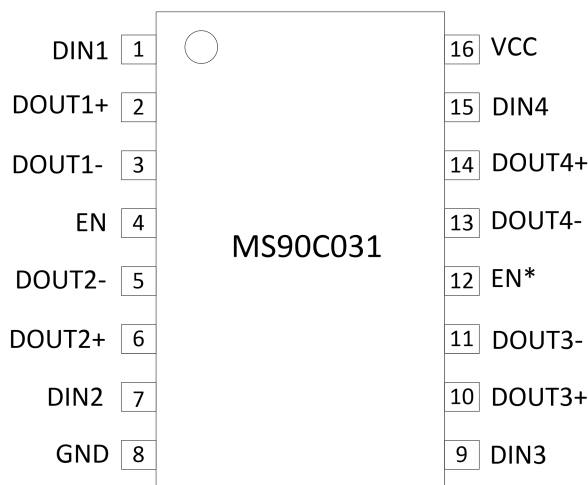 DIN1 1 16 VCC
DOUT1+ 2 15 DIN4
DOUT1- 3 14 DOUT4+
EN 4 13 DOUT4-
MS90C031
DOUT2- 5 12 EN*
DOUT2+ 6 11 DOUT3-
DIN2 7 10 DOUT3+
GND 8 9 DIN3